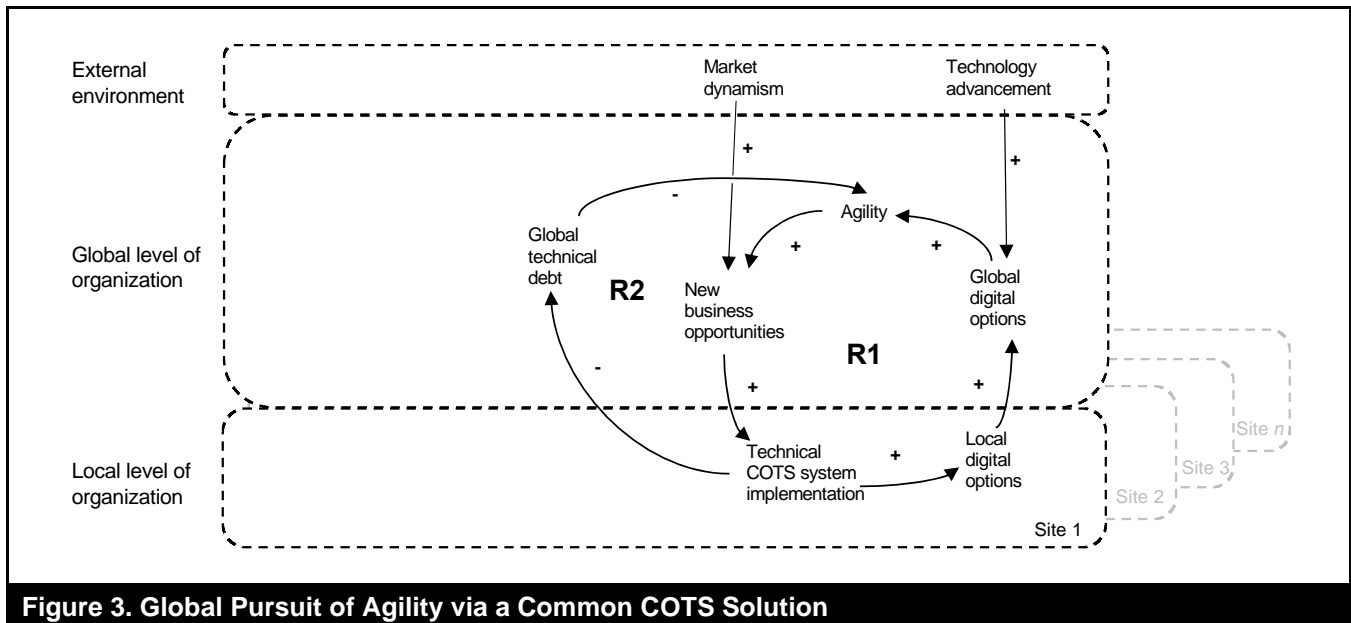 External
environment
Market
dynamism
Technology
advancement
+
+
-
Agility
Global level of
organization
Global
technical
debt
+
+
R2
New
business
opportunities
Global
digital
options
R1
-
+
+
Local level of
organization
Technical
COTS system
implementation
+
Local
digital
options
Site 1
Site 2
Site 3
Site n
Figure 3. Global Pursuit of Agility via a Common COTS Solution